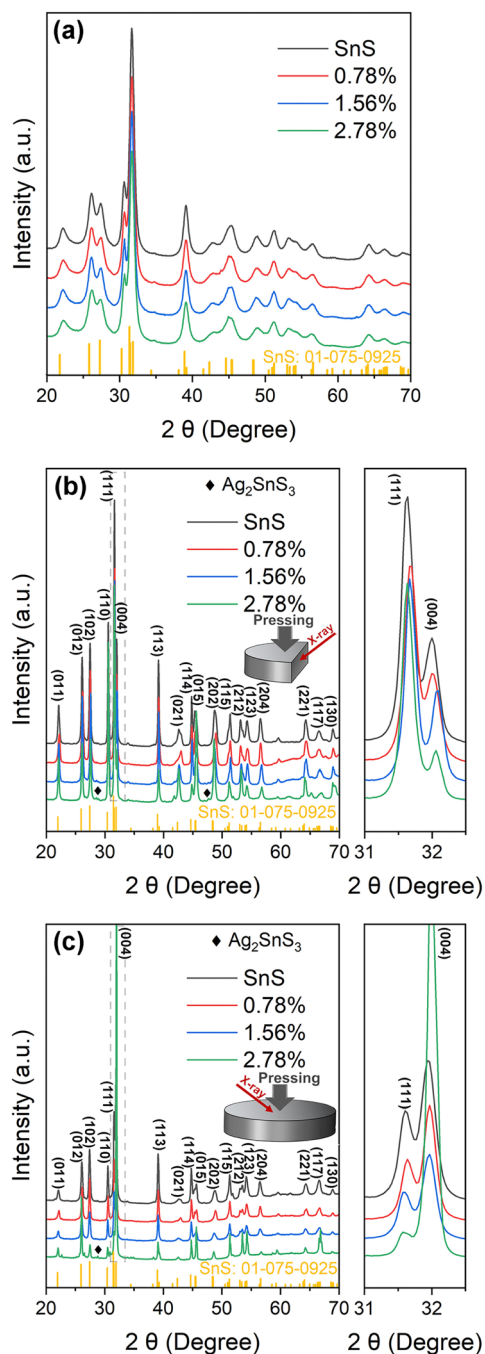 (a)
SnS
0.78%
1.56%
2.78%
Intensity (a.u.)
SnS: 01-075-0925
20 30 40 50 60 70
2 θ (Degree)
(b)
♦ Ag₂SnS₃
SnS
0.78%
1.56%
2.78%
Pressing
X-ray
Intensity (a.u.)
(011)
(012)
(102)
(110)
(111)
(004)
(113)
(021)
(114)
(015)
(202)
(115)
(212)
(123)
(204)
(221)
(117)
(130)
SnS: 01-075-0925
20 30 40 50 60 70
2 θ (Degree)
(111)
(004)
31 32
2 θ (Degree)
(c)
♦ Ag₂SnS₃
SnS
0.78%
1.56%
2.78%
Pressing
X-ray
Intensity (a.u.)
(011)
(012)
(102)
(110)
(111)
(004)
(113)
(021)
(114)
(015)
(202)
(115)
(212)
(123)
(204)
(221)
(117)
(130)
SnS: 01-075-0925
20 30 40 50 60 70
2 θ (Degree)
(111)
(004)
31 32
2 θ (Degree)